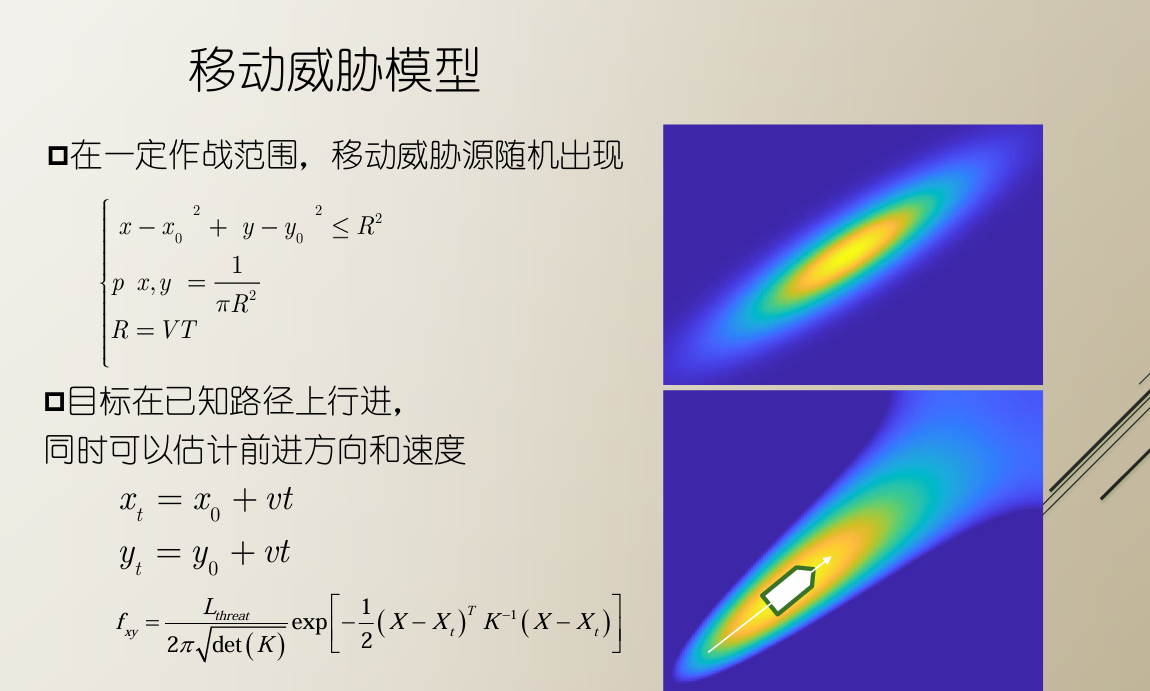 移动威胁模型
在一定作战范围，移动威胁源随机出现
x − x₀ ² + y − y₀ ² ≤ R²
p x,y = 1/πR²
R = VT
目标在已知路径上行进，
同时可以估计前进方向和速度
xₜ = x₀ + vt
yₜ = y₀ + vt
f_xy = L_threat / 2π√det(K) exp[−1/2 (X − Xₜ)ᵀ K⁻¹ (X − Xₜ)]